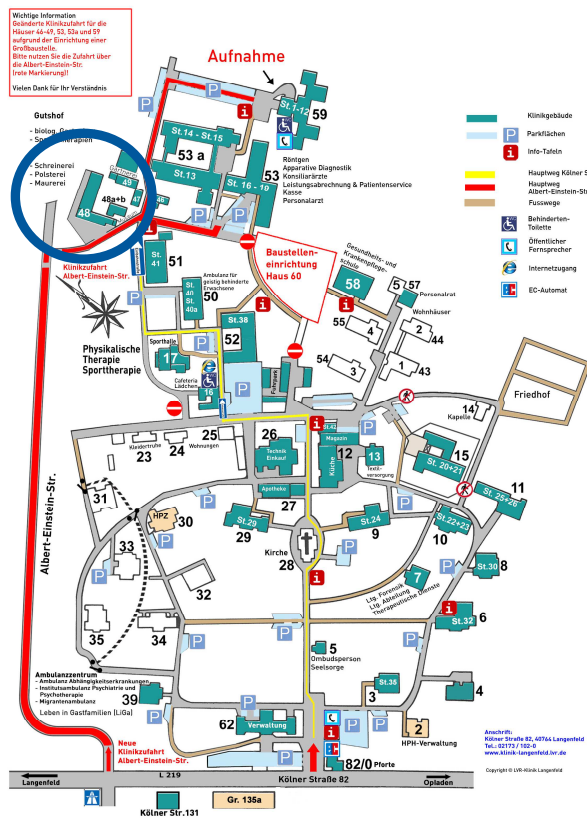 Wichtige Information
Geänderte Klinikzufahrt für die
Häuser 46-49, 53, 53a und 59
aufgrund der Einrichtung einer
Großbaustelle.
Bitte nutzen Sie die Zufahrt über
die Albert-Einstein-Str.
(rote Markierung)!
Vielen Dank für Ihr Verständnis
Aufnahme
Gutshof
- biolog.
- Schreinerei
- Polsterei
- Maurerei
Gärtnerei
49
48a+b
47
46
48
St.1-12
59
St.14 - St.15
53 a
St.13
St. 16 - 19
53
Röntgen
Apparative Diagnostik
Konsiliarärzte
Leistungsabrechnung & Patientenservice
Kasse
Personalarzt
Klinikgebäude
P
Parkflächen
i
Info-Tafeln
Hauptweg Kölner S
Hauptweg
Albert-Einstein-Str.
Fusswege
Behinderten-
Toilette
Öffentlicher
Fernsprecher
Internetzugang
EC-Automat
Klinikzufahrt
Albert-Einstein-Str.
St.
41
51
Ambulanz für
geistig behinderte
Erwachsene
50
St.
40
St.
40a
Baustellen-
einrichtung
Haus 60
Gesundheits- und
Krankenpflege-
schule
58
5
57
Personalrat
Wohnhäuser
55
4
2
44
54
3
1
43
St.38
52
Physikalische
Therapie
Sporttherapie
Sporthalle
17
Cafeteria
Lädchen
16
Fuhrpark
Friedhof
14
Kapelle
Kleidertruhe
23
24
Wohnungen
25
26
Technik
Einkauf
St.42
Magazin
12
Küche
13
Textil-
versorgung
15
St. 20+21
11
St. 25+26
Apotheke
27
31
HPZ
30
St.29
29
Kirche
28
St.24
9
St.22+23
10
St.30
8
33
32
7
Ltg. Forensik
Ltg. Abteilung
Therapeutische Dienste
6
St.32
35
34
5
Ombudsperson
Seelsorge
Albert-Einstein-Str.
Ambulanzzentrum
- Ambulanz Abhängigkeitserkrankungen
- Institutsambulanz Psychiatrie und
Psychotherapie
- Migrantenambulanz
Leben in Gastfamilien (LiGa)
39
St.35
3
4
62
Verwaltung
2
HPH-Verwaltung
Neue
Klinikzufahrt
Albert-Einstein-Str.
82/0 Pforte
Anschrift:
Kölner Straße 82, 40764 Langenfeld
Tel.: 02173 / 102-0
www.klinik-langenfeld.lvr.de
Copyright © LVR-Klinik Langenfeld
L 219
Kölner Straße 82
Langenfeld
Opladen
Kölner Str.131
Gr. 135a